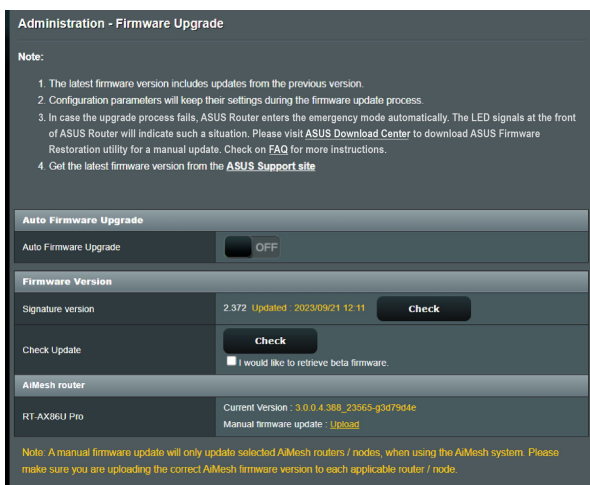 Administration - Firmware Upgrade
Note:
1. The latest firmware version includes updates from the previous version.
2. Configuration parameters will keep their settings during the firmware update process.
3. In case the upgrade process fails, ASUS Router enters the emergency mode automatically. The LED signals at the front
of ASUS Router will indicate such a situation. Please visit ASUS Download Center to download ASUS Firmware
Restoration utility for a manual update. Check on FAQ for more instructions.
4. Get the latest firmware version from the ASUS Support site
Auto Firmware Upgrade
Auto Firmware Upgrade OFF
Firmware Version
Signature version 2.372 Updated : 2023/09/21 12:11 Check
Check Update Check
I would like to retrieve beta firmware.
AiMesh router
RT-AX86U Pro Current Version : 3.0.0.4.388_23565-g3d79d4e
Manual firmware update : Upload
Note: A manual firmware update will only update selected AiMesh routers / nodes, when using the AiMesh system. Please
make sure you are uploading the correct AiMesh firmware version to each applicable router / node.